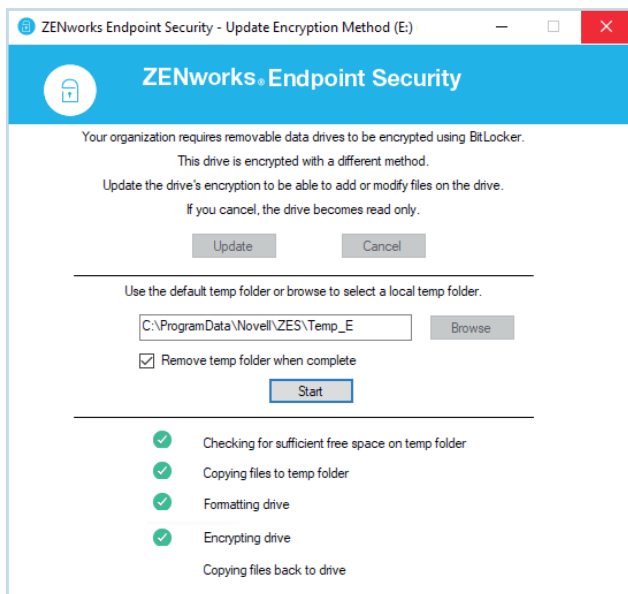 ZENworks Endpoint Security - Update Encryption Method (E:)
ZENworks® Endpoint Security
Your organization requires removable data drives to be encrypted using BitLocker.
This drive is encrypted with a different method.
Update the drive's encryption to be able to add or modify files on the drive.
If you cancel, the drive becomes read only.
Update Cancel
Use the default temp folder or browse to select a local temp folder.
C:\ProgramData\Novell\ZES\Temp_E Browse
Remove temp folder when complete
Start
Checking for sufficient free space on temp folder
Copying files to temp folder
Formatting drive
Encrypting drive
Copying files back to drive